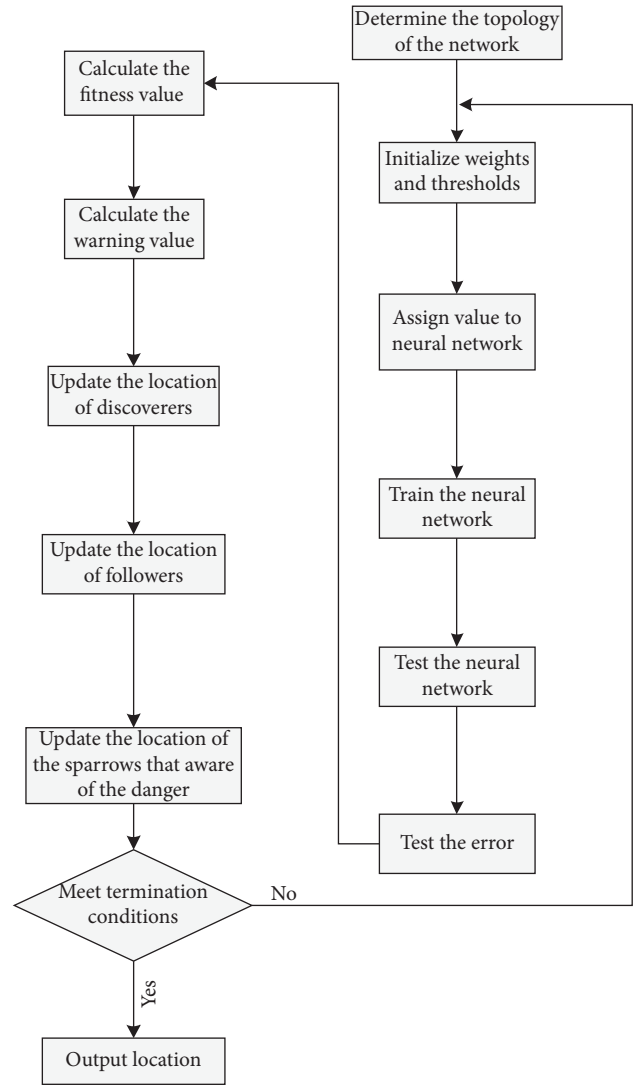 Determine the topology
of the network
Initialize weights
and thresholds
Assign value to
neural network
Train the neural
network
Test the neural
network
Test the error
Calculate the
fitness value
Calculate the
warning value
Update the location
of discoverers
Update the location
of followers
Update the location of
the sparrows that aware
of the danger
Meet termination
conditions
No
Yes
Output location